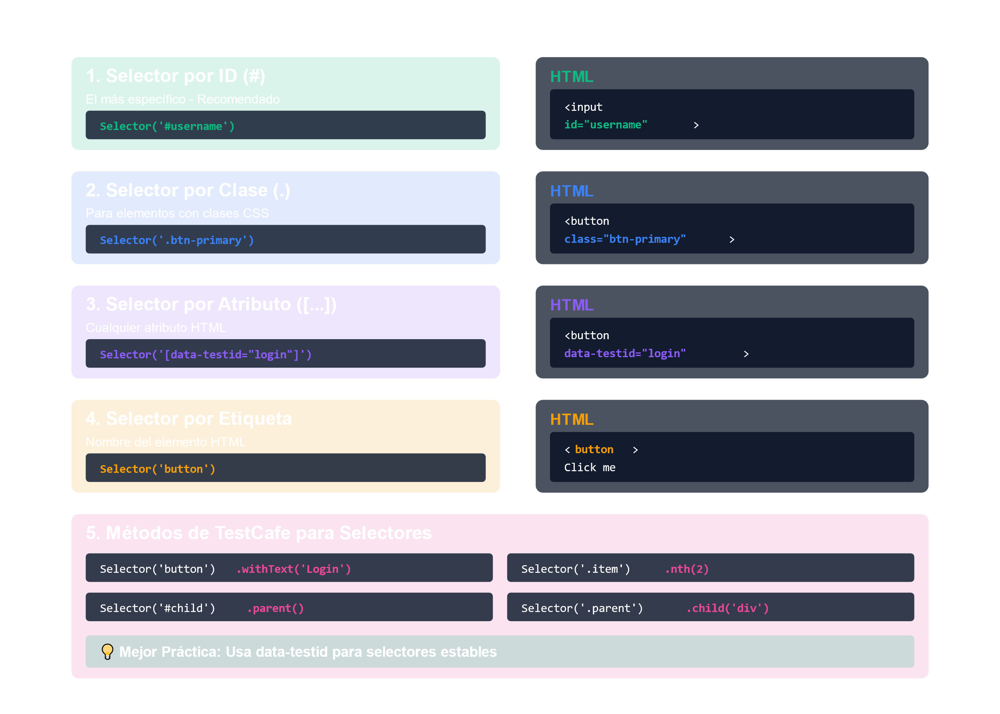 1. Selector por ID (#)
El más específico - Recomendado
Selector('#username')
HTML
<input
id="username" >
2. Selector por Clase (.)
Para elementos con clases CSS
Selector('.btn-primary')
HTML
<button
class="btn-primary" >
3. Selector por Atributo ([...])
Cualquier atributo HTML
Selector('[data-testid="login"]')
HTML
<button
data-testid="login" >
4. Selector por Etiqueta
Nombre del elemento HTML
Selector('button')
HTML
< button >
Click me
5. Métodos de TestCafe para Selectores
Selector('button') .withText('Login')
Selector('.item') .nth(2)
Selector('#child') .parent()
Selector('.parent') .child('div')
💡 Mejor Práctica: Usa data-testid para selectores estables